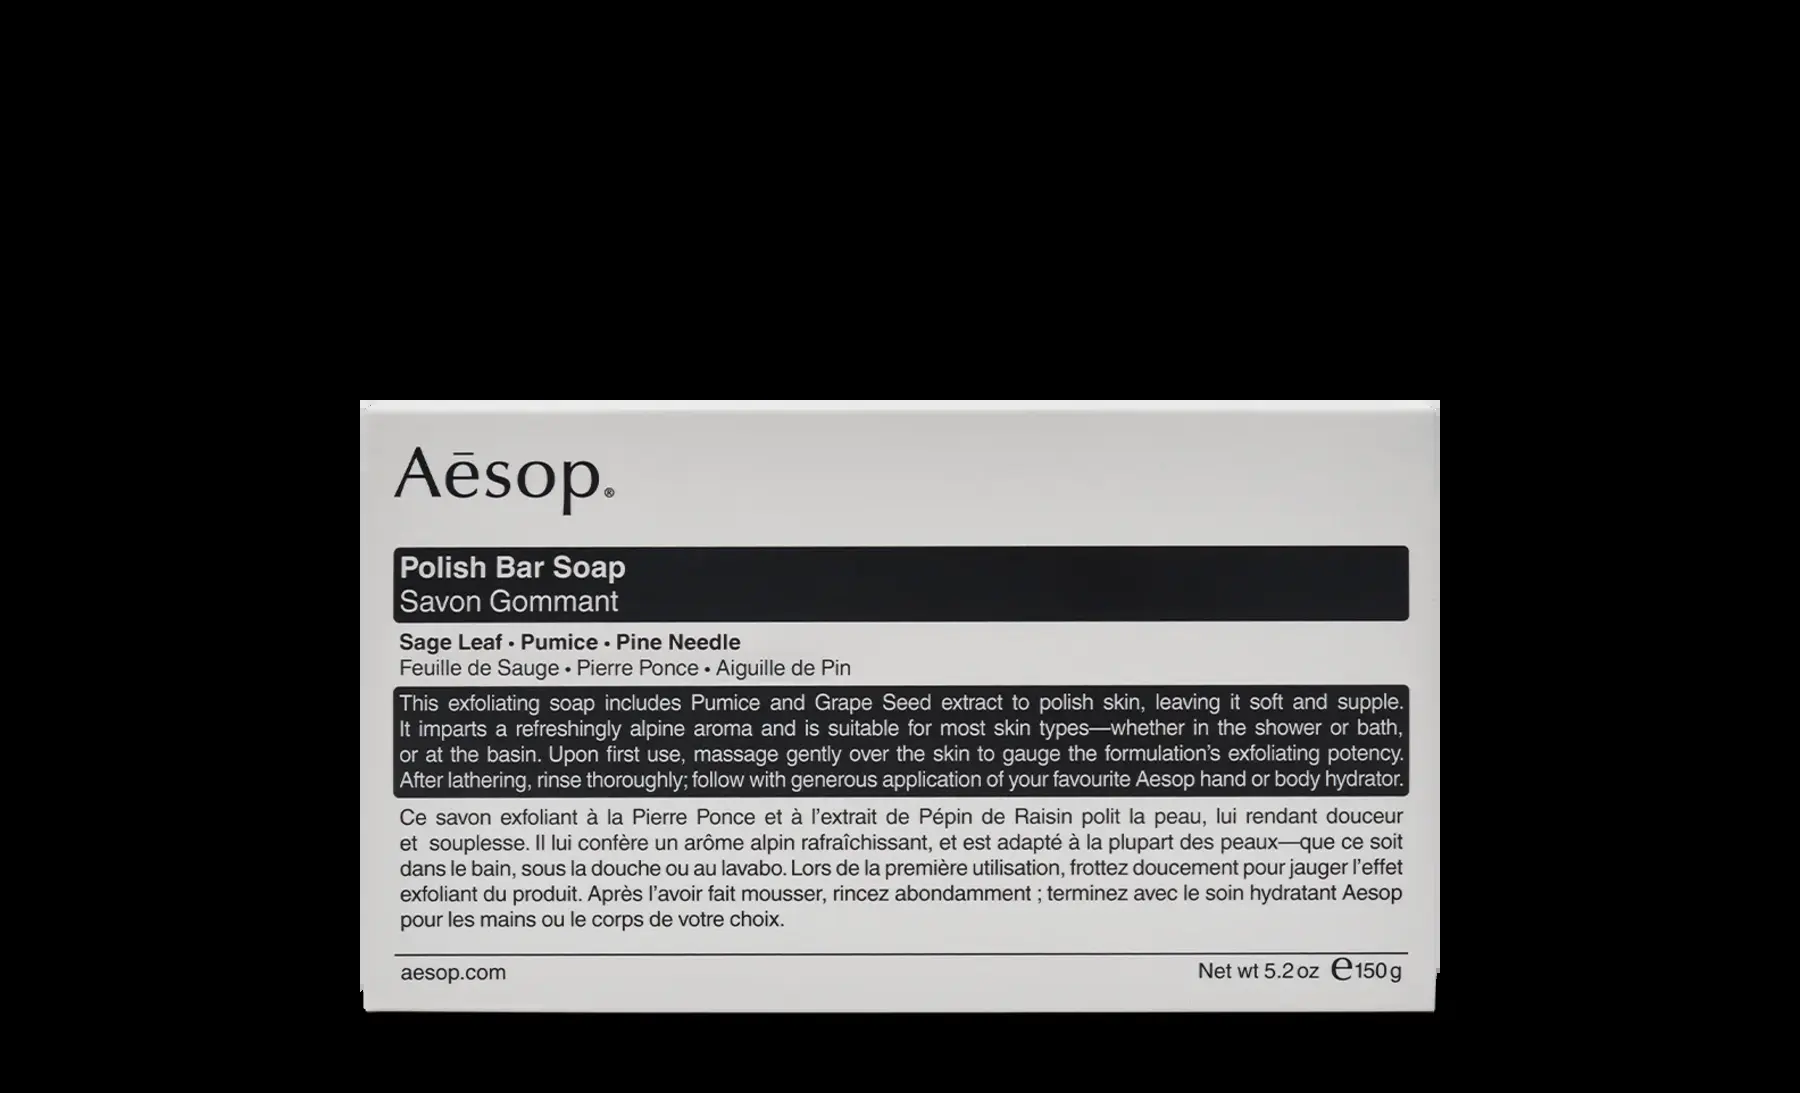 Aēsop.®
Polish Bar Soap
Savon Gommant
Sage Leaf • Pumice • Pine Needle
Feuille de Sauge • Pierre Ponce • Aiguille de Pin
This exfoliating soap includes Pumice and Grape Seed extract to polish skin, leaving it soft and supple.
It imparts a refreshingly alpine aroma and is suitable for most skin types—whether in the shower or bath,
or at the basin. Upon first use, massage gently over the skin to gauge the formulation’s exfoliating potency.
After lathering, rinse thoroughly; follow with generous application of your favourite Aesop hand or body hydrator.
Ce savon exfoliant à la Pierre Ponce et à l’extrait de Pépin de Raisin polit la peau, lui rendant douceur
et souplesse. Il lui confère un arôme alpin rafraîchissant, et est adapté à la plupart des peaux—que ce soit
dans le bain, sous la douche ou au lavabo. Lors de la première utilisation, frottez doucement pour jauger l’effet
exfoliant du produit. Après l’avoir fait mousser, rincez abondamment ; terminez avec le soin hydratant Aesop
pour les mains ou le corps de votre choix.
aesop.com Net wt 5.2 oz ℮150 g